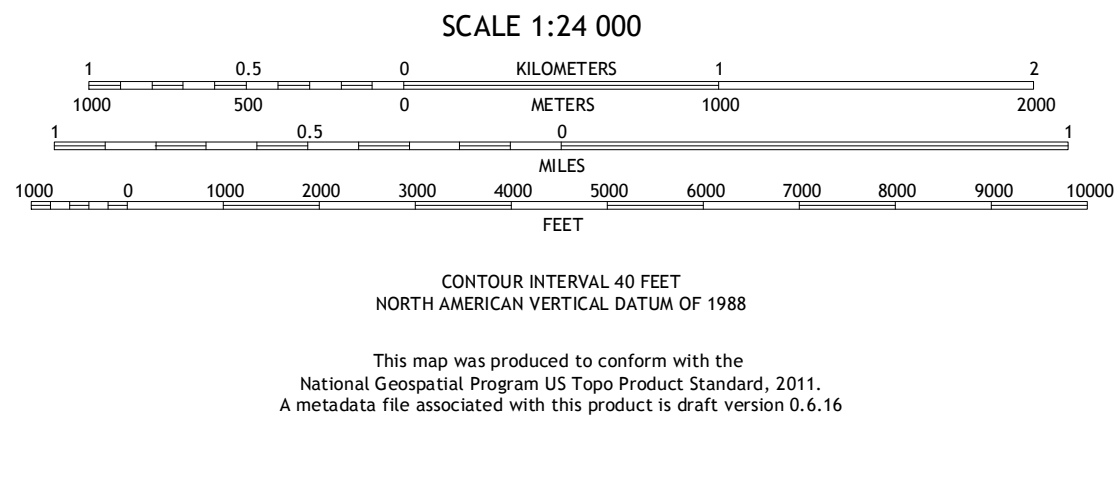 SCALE 1:24 000
1 0.5 0 KILOMETERS 1 2
1000 500 0 METERS 1000 2000
1 0.5 0 1
MILES
1000 0 1000 2000 3000 4000 5000 6000 7000 8000 9000 10000
FEET
CONTOUR INTERVAL 40 FEET
NORTH AMERICAN VERTICAL DATUM OF 1988
This map was produced to conform with the
National Geospatial Program US Topo Product Standard, 2011.
A metadata file associated with this product is draft version 0.6.16